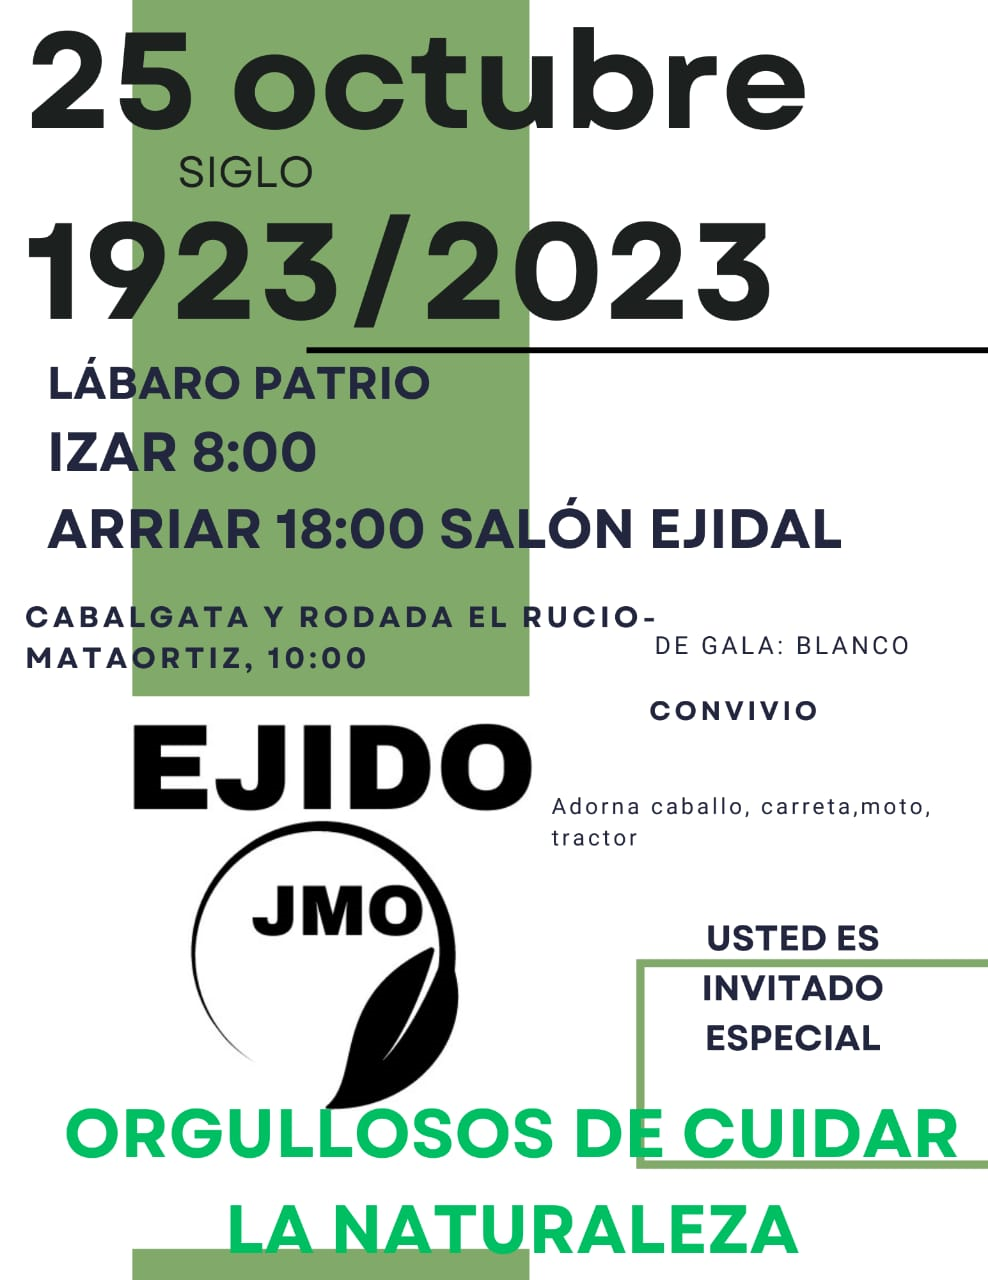 25 octubre
SIGLO
1923/2023
LÁBARO PATRIO
IZAR 8:00
ARRIAR 18:00 SALÓN EJIDAL
CABALGATA Y RODADA EL RUCIO-
MATAORTIZ, 10:00
DE GALA: BLANCO
CONVIVIO
EJIDO
JMO
Adorna caballo, carreta,moto,
tractor
USTED ES
INVITADO
ESPECIAL
ORGULLOSOS DE CUIDAR
LA NATURALEZA